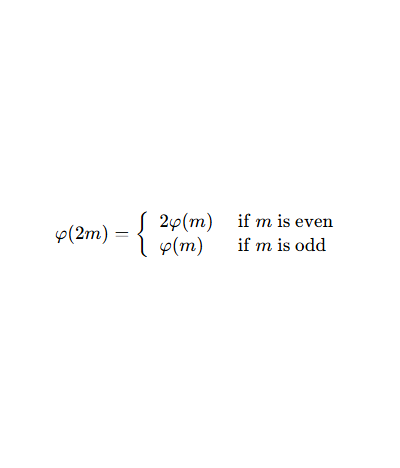 φ(2m) = { 2φ(m) if m is even
φ(m) if m is odd